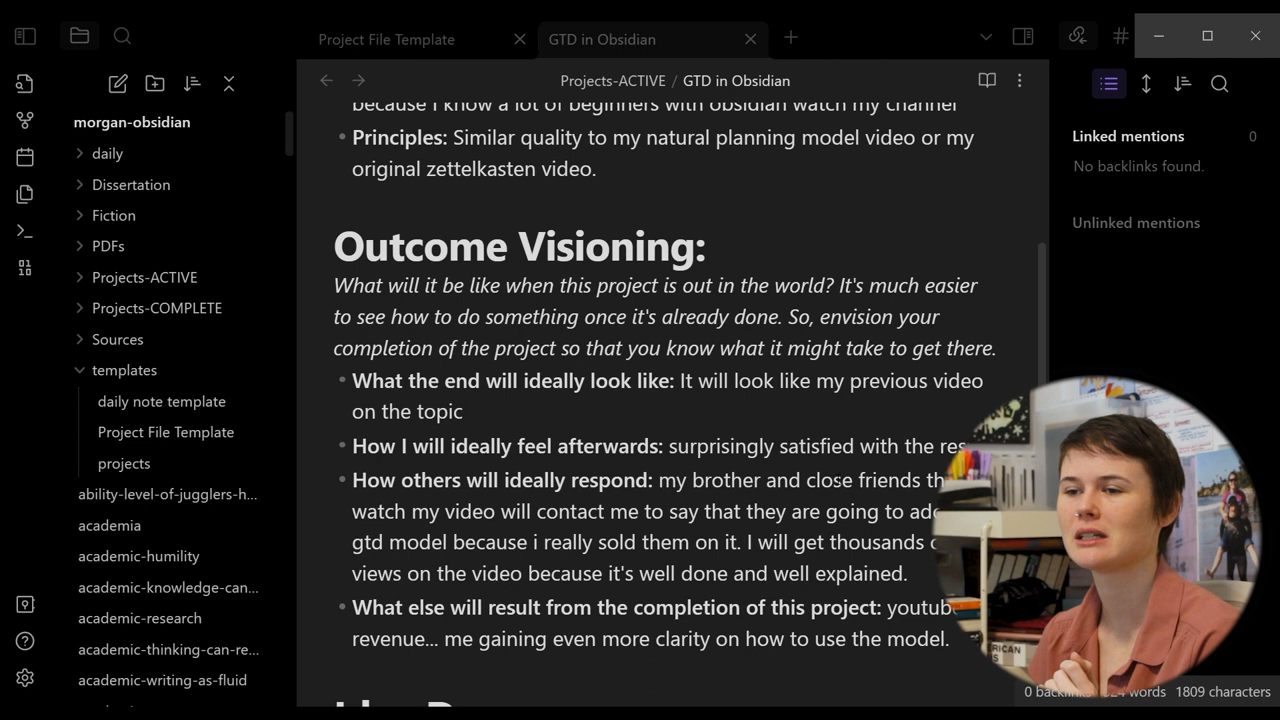 Project File Template
GTD in Obsidian
Projects-ACTIVE / GTD in Obsidian
morgan-obsidian
daily
Dissertation
Fiction
PDFs
Projects-ACTIVE
Projects-COMPLETE
Sources
templates
daily note template
Project File Template
projects
ability-level-of-jugglers-h...
academia
academic-humility
academic-knowledge-can...
academic-research
academic-thinking-can-re...
academic-writing-as-fluid
because I know a lot of beginners with obsidian watch my channel
Principles: Similar quality to my natural planning model video or my
original zettelkasten video.
Outcome Visioning:
What will it be like when this project is out in the world? It's much easier
to see how to do something once it's already done. So, envision your
completion of the project so that you know what it might take to get there.
What the end will ideally look like: It will look like my previous video
on the topic
How I will ideally feel afterwards: surprisingly satisfied with the
How others will ideally respond: my brother and close friends
watch my video will contact me to say that they are going to
gtd model because i really sold them on it. I will get thousands
views on the video because it's well done and well explained.
What else will result from the completion of this project:
revenue... me gaining even more clarity on how to use the model.
Linked mentions 0
No backlinks found.
Unlinked mentions
0 words 1809 characters